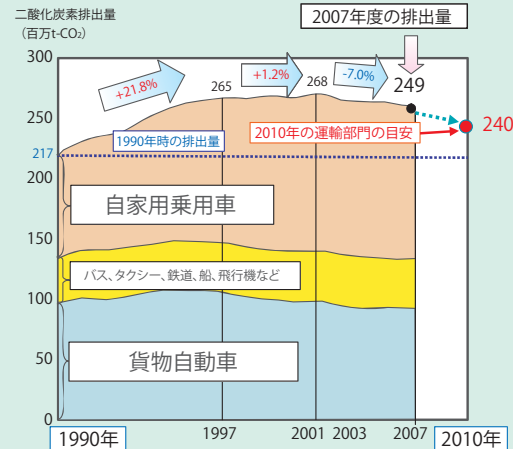 二酸化炭素排出量
（百万t-CO₂）
2007年度の排出量
300
+21.8%
265
+1.2%
268
-7.0%
249
250
1990年時の排出量
2010年の運輸部門の目安
240
217
200
自家用乗用車
150
バス、タクシー、鉄道、船、飛行機など
100
50
貨物自動車
0
1990年
1997
2001
2003
2007
2010年